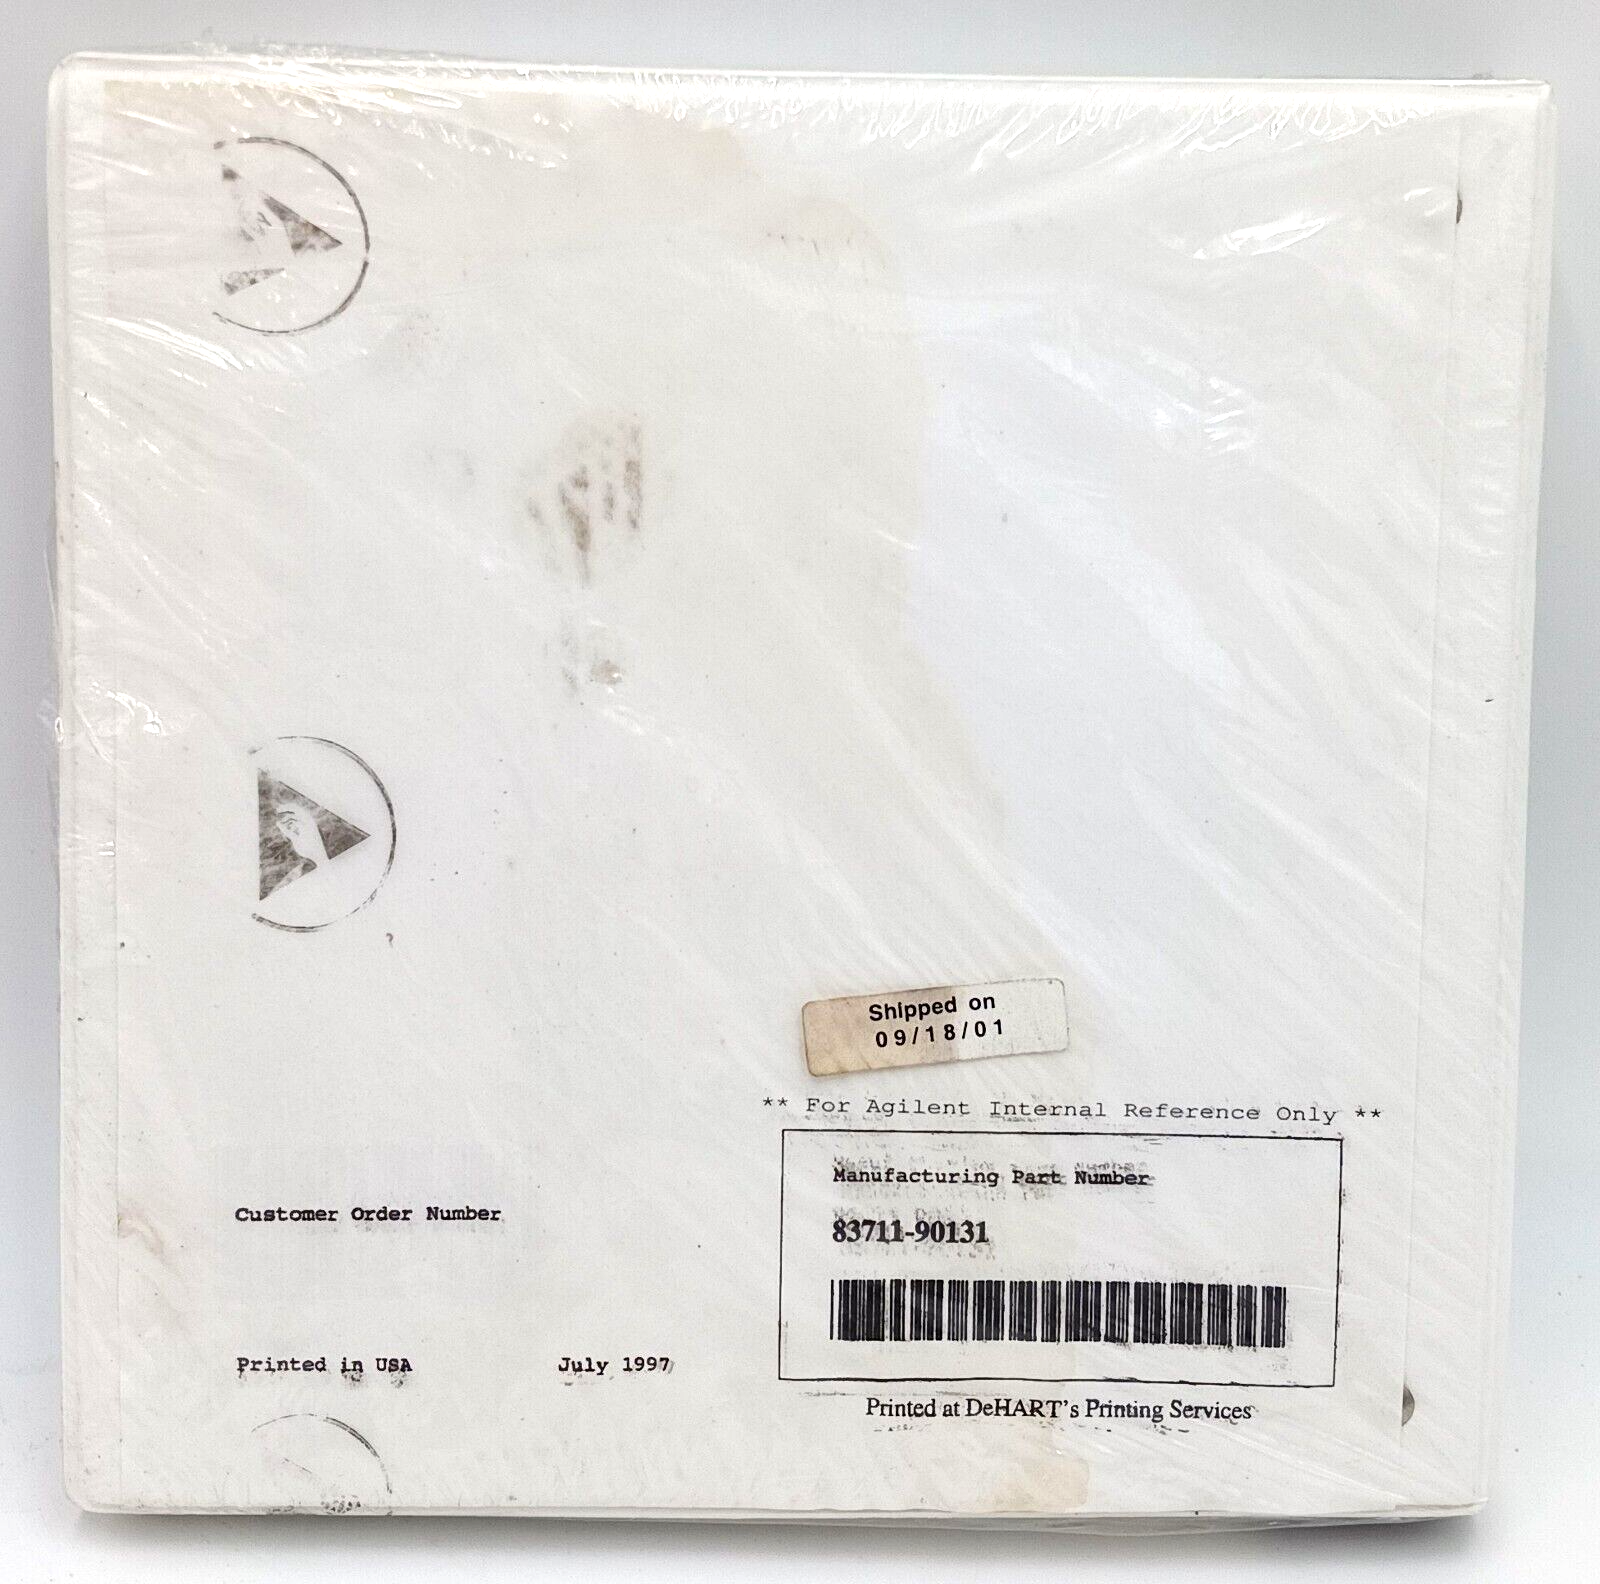 Shipped on
09/18/01
** For Agilent Internal Reference Only **
Manufacturing Part Number
Customer Order Number
83711-90131
Printed in USA
July 1997
Printed at DeHART's Printing Services